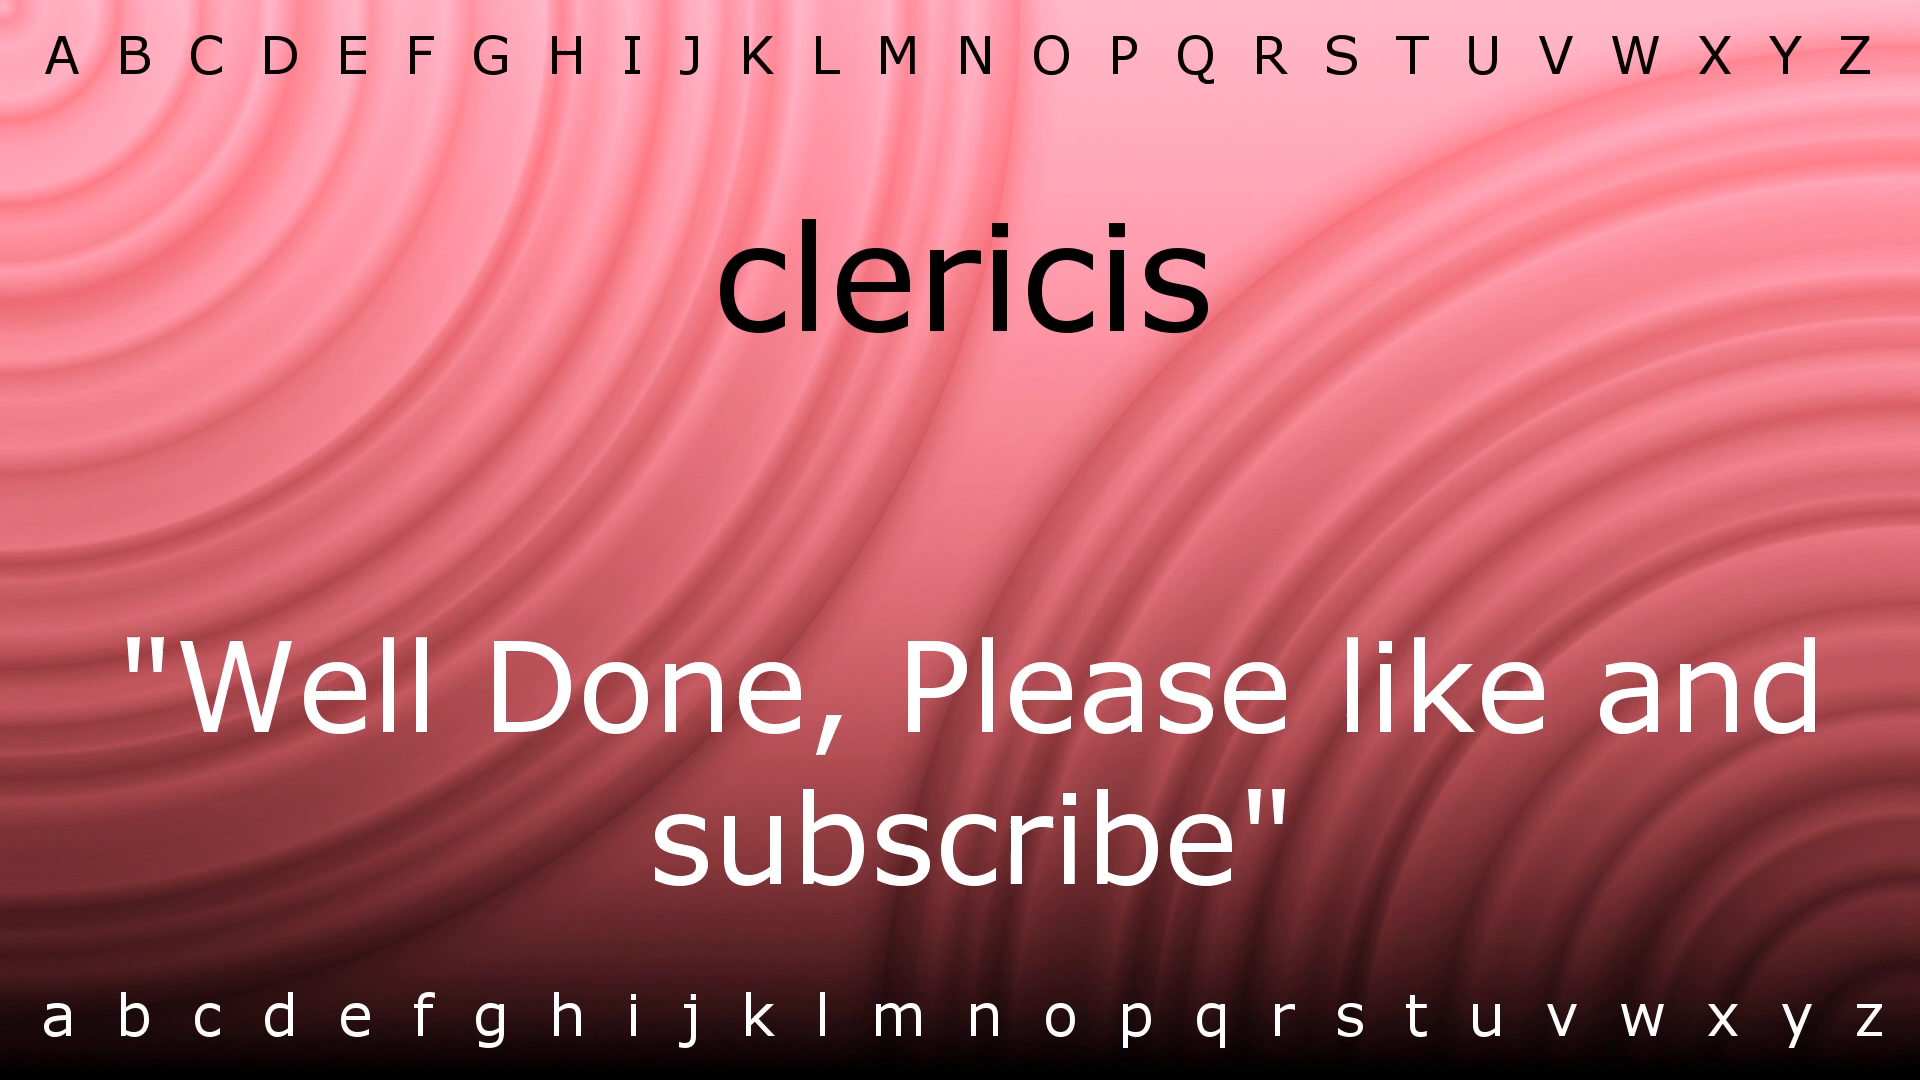 A B C D E F G H I J K L M N O P Q R S T U V W X Y Z
clericis
"Well Done, Please like and
subscribe"
a b c d e f g h i j k l m n o p q r s t u v w x y z